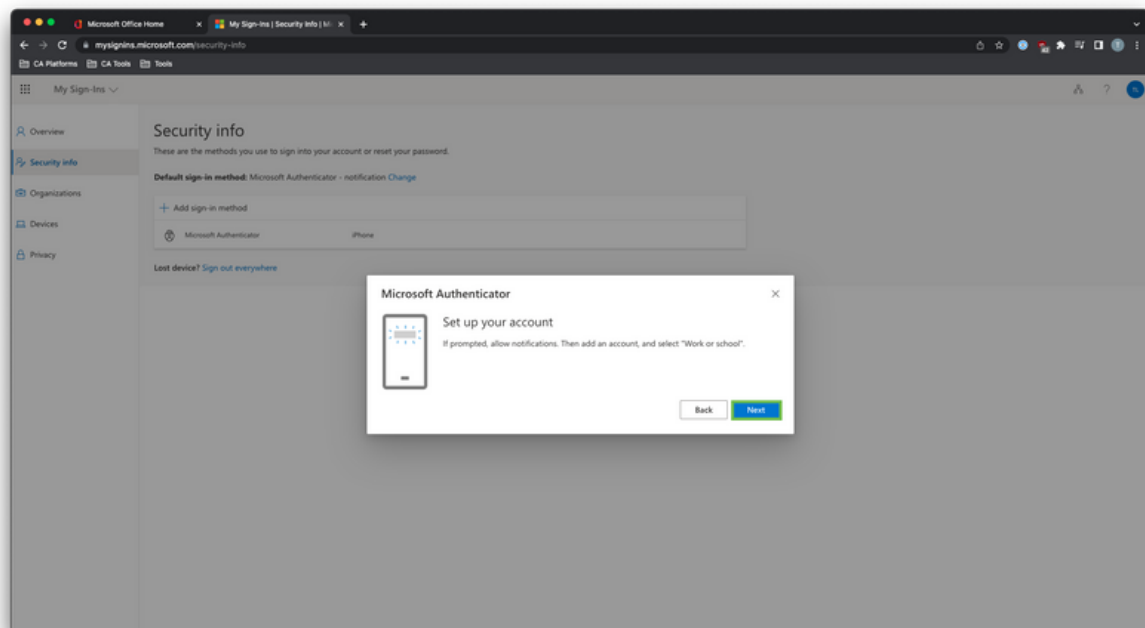 Microsoft Office Home
My Sign-Ins | Security Info | Mi
mysignins.microsoft.com/security-info
CA Platforms CA Tools Tools
My Sign-Ins
?
Overview
Security info
Organizations
Devices
Privacy
Security info
These are the methods you use to sign into your account or reset your password.
Default sign-in method: Microsoft Authenticator - notification Change
+ Add sign-in method
Microsoft Authenticator iPhone
Lost device? Sign out everywhere
Microsoft Authenticator
Set up your account
If prompted, allow notifications. Then add an account, and select "Work or school".
Back Next